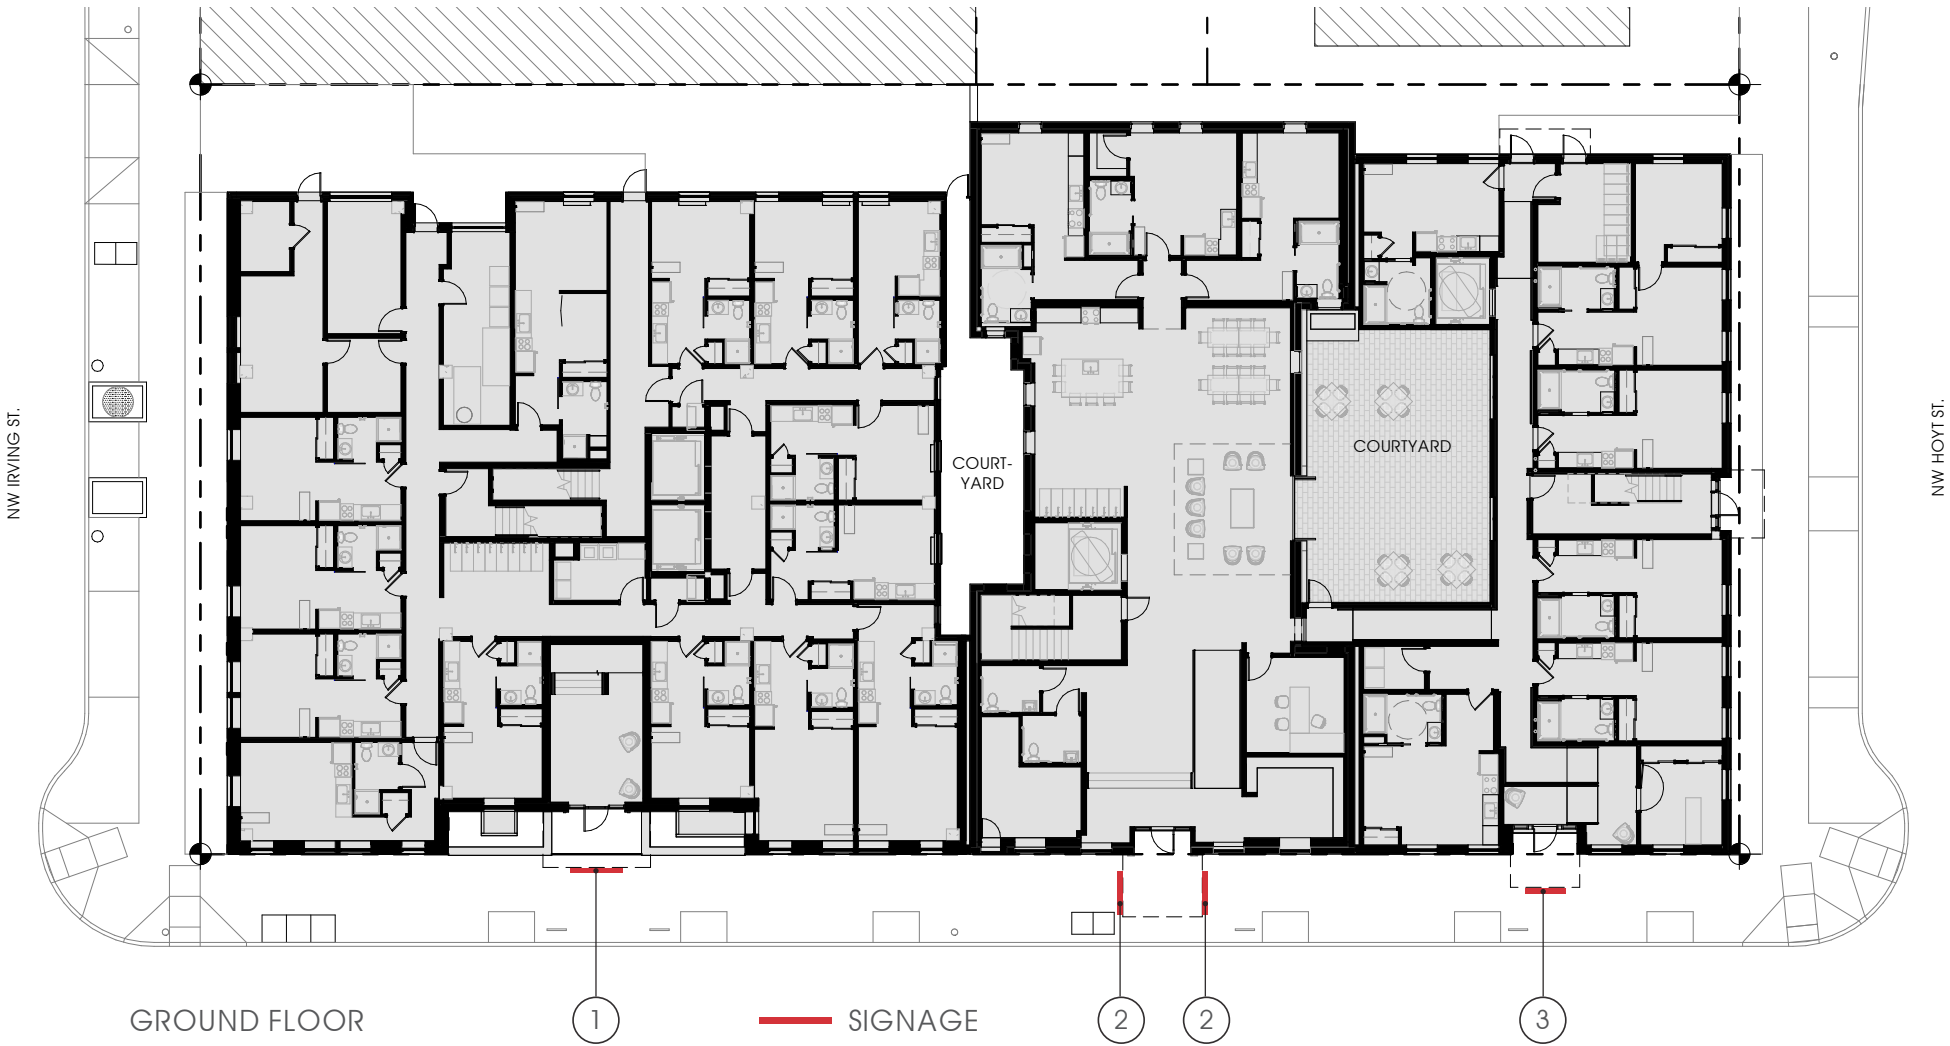 NW IRVING ST.
COURT-
YARD
COURTYARD
NW HOYT ST.
GROUND FLOOR
1
SIGNAGE
2
2
3